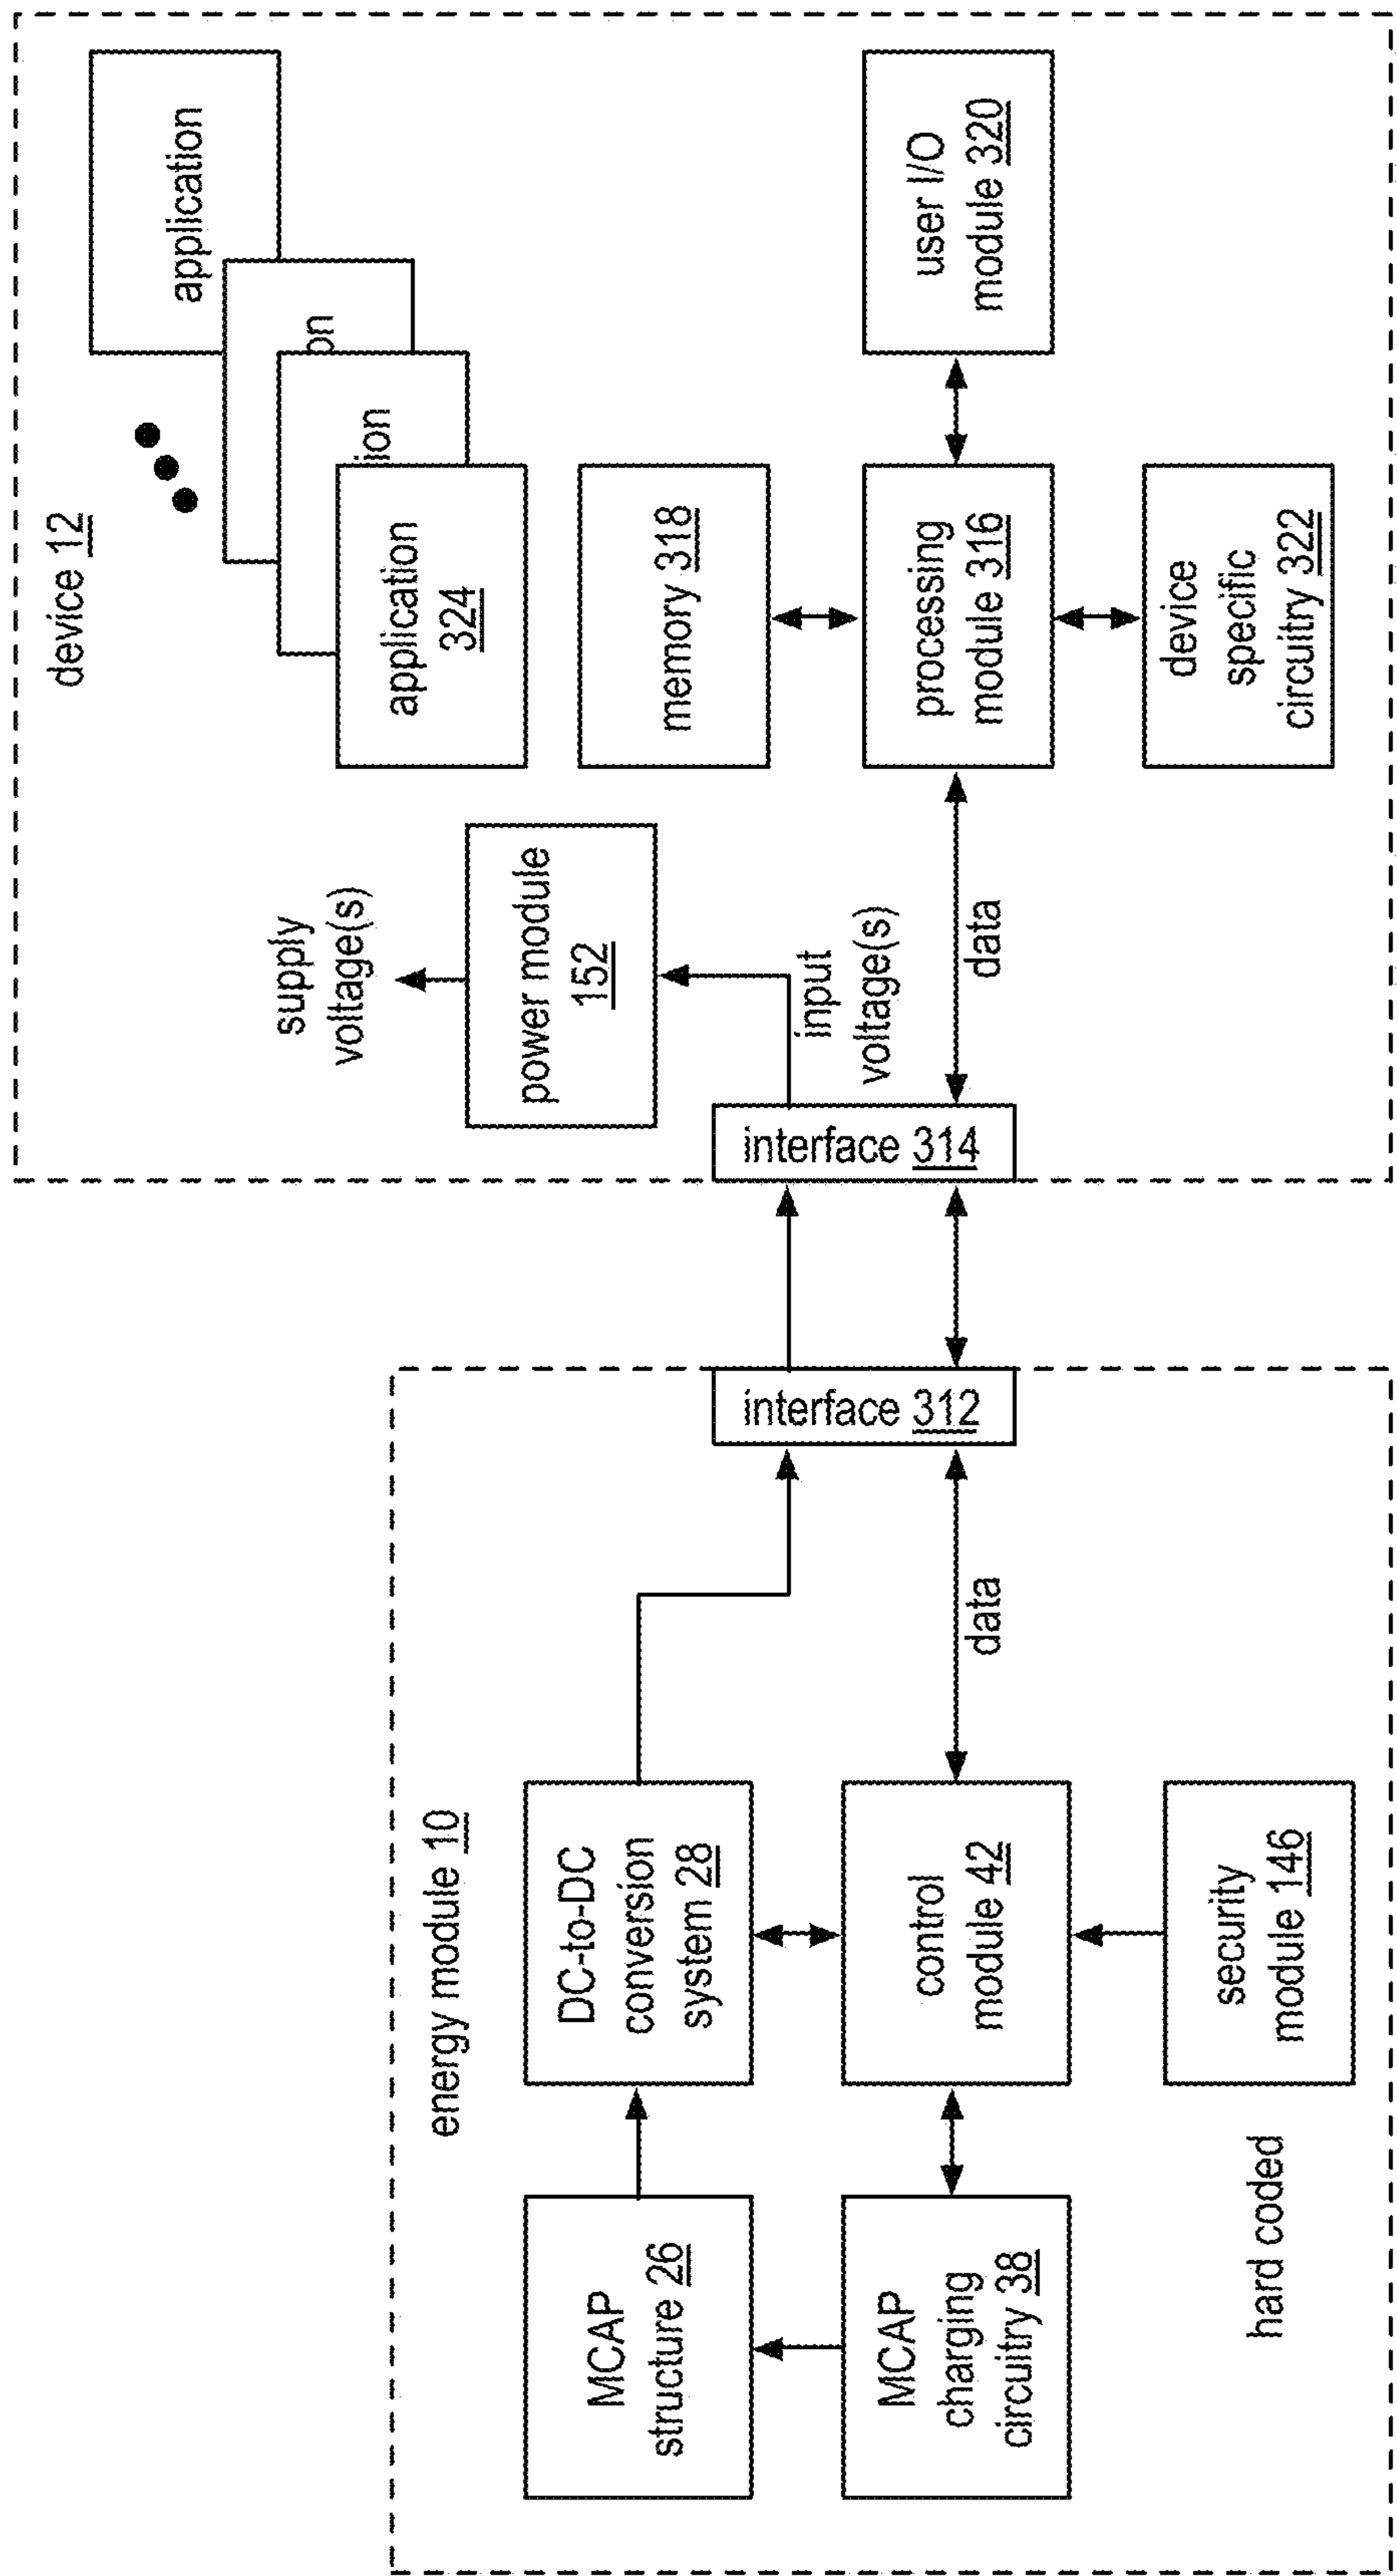 device 12
application
on
ion
application
324
supply
voltage(s)
power module
152
memory 318
input
voltage(s)
processing
module 316
user I/O
module 320
data
interface 314
device
specific
circuitry 322
energy module 10
MCAP
structure 26
DC-to-DC
conversion
system 28
interface 312
MCAP
charging
circuitry 38
control
module 42
data
hard coded
security
module 146